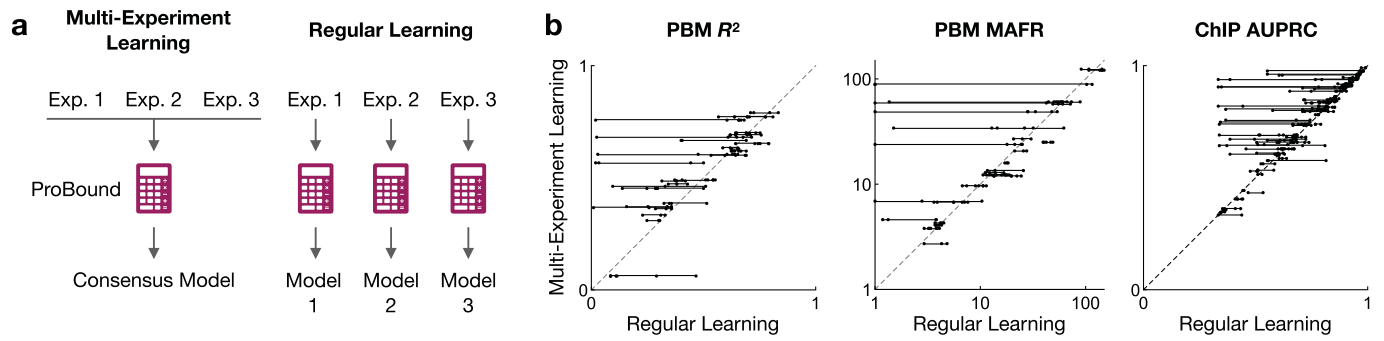 a
Multi-Experiment
Learning
Regular Learning
Exp. 1 Exp. 2 Exp. 3
Exp. 1 Exp. 2 Exp. 3
ProBound
Consensus Model
Model
1
Model
2
Model
3
b
PBM R²
Multi-Experiment Learning
1
0
0
1
Regular Learning
PBM MAFR
100
10
1
1
10
100
Regular Learning
ChIP AUPRC
1
0
0
1
Regular Learning